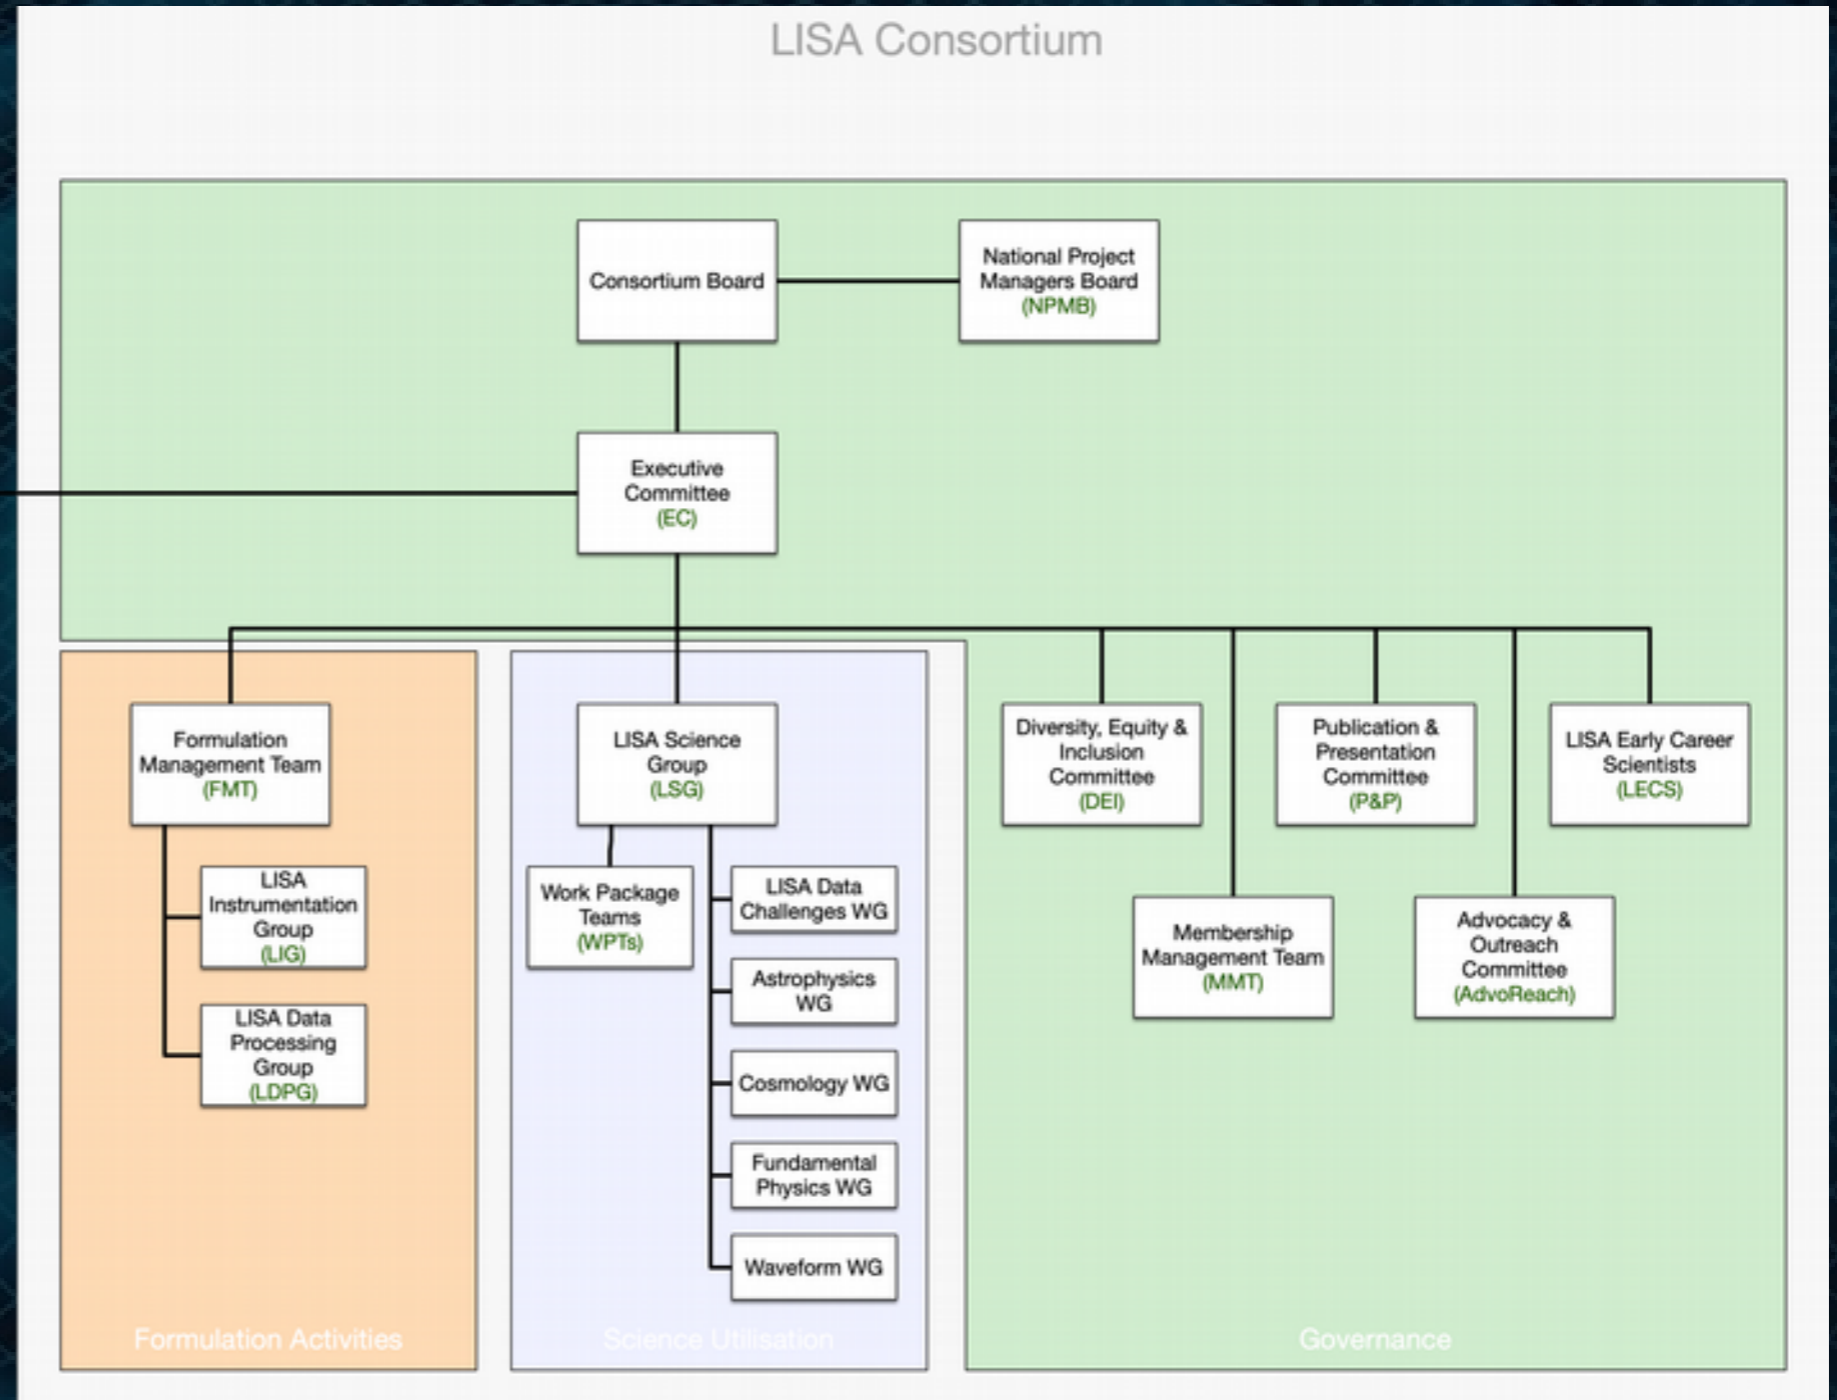 LISA Consortium
Consortium Board
National Project
Managers Board
(NPMB)
Executive
Committee
(EC)
Formulation
Management Team
(FMT)
LISA
Instrumentation
Group
(LIG)
LISA Data
Processing
Group
(LDPG)
Formulation Activities
LISA Science
Group
(LSG)
Work Package
Teams
(WPTs)
LISA Data
Challenges WG
Astrophysics
WG
Cosmology WG
Fundamental
Physics WG
Waveform WG
Science Utilisation
Diversity, Equity &
Inclusion
Committee
(DEI)
Publication &
Presentation
Committee
(P&P)
LISA Early Career
Scientists
(LECS)
Membership
Management Team
(MMT)
Advocacy &
Outreach
Committee
(AdvoReach)
Governance